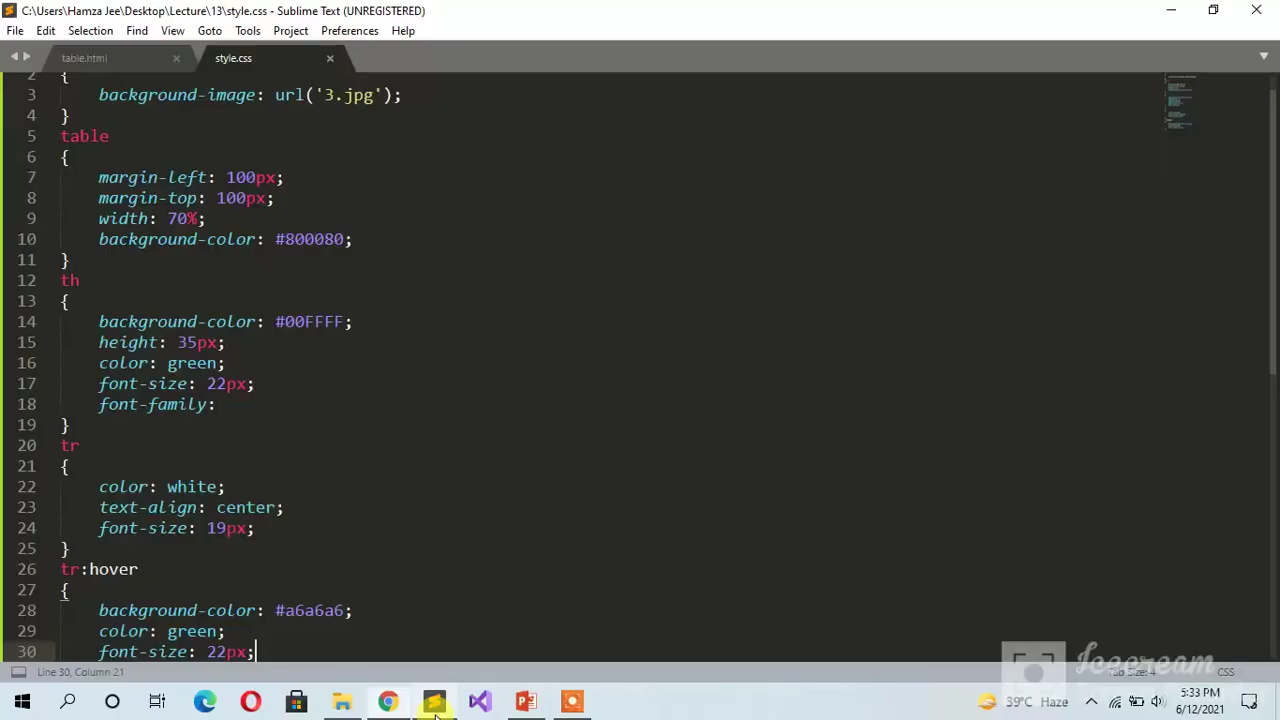 C:\Users\Hamza Jee\Desktop\Lecture\13\style.css - Sublime Text (UNREGISTERED)
File Edit Selection Find View Goto Tools Project Preferences Help
table.html × style.css ×
2 {
3 background-image: url('3.jpg');
4 }
5 table
6 {
7 margin-left: 100px;
8 margin-top: 100px;
9 width: 70%;
10 background-color: #800080;
11 }
12 th
13 {
14 background-color: #00FFFF;
15 height: 35px;
16 color: green;
17 font-size: 22px;
18 font-family:
19 }
20 tr
21 {
22 color: white;
23 text-align: center;
24 font-size: 19px;
25 }
26 tr:hover
27 {
28 background-color: #a6a6a6;
29 color: green;
30 font-size: 22px;
Icecream
Line 30, Column 21 Tab Size: 4 CSS
39°C Haze 5:33 PM
6/12/2021